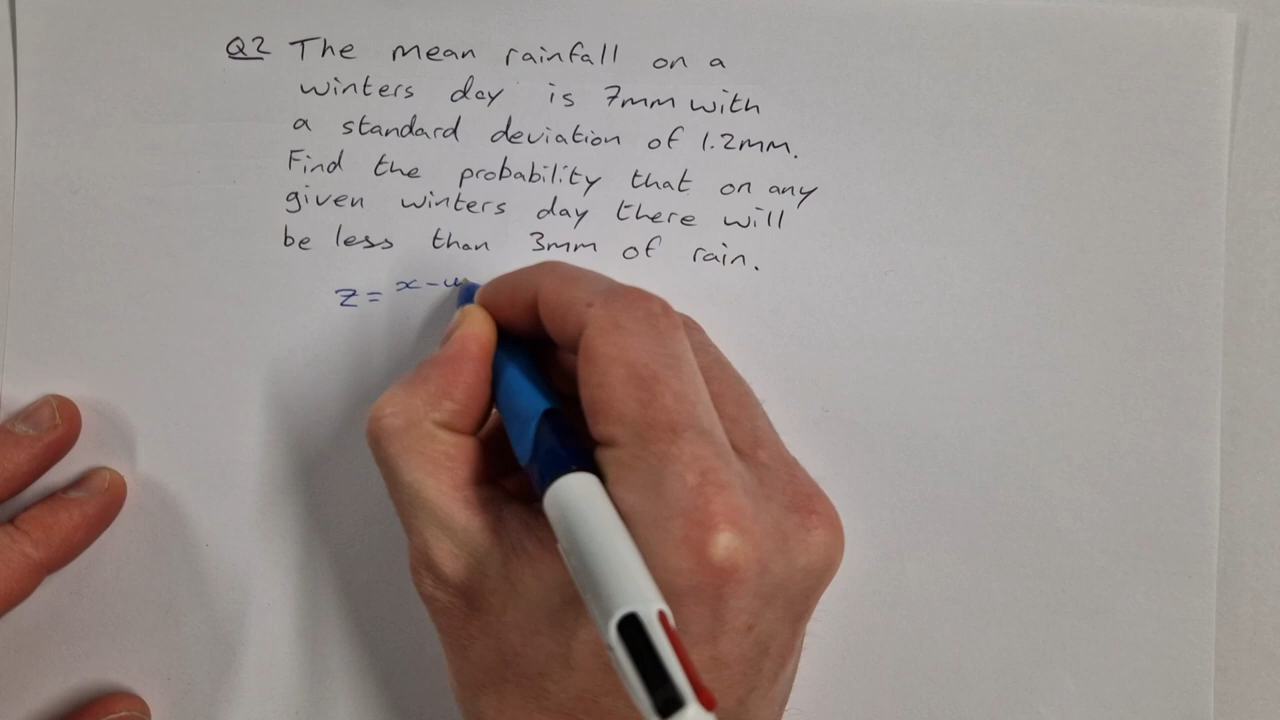 Q2 The mean rainfall on a
winters day is 7mm with
a standard deviation of 1.2mm.
Find the probability that on any
given winters day there will
be less than 3mm of rain.
z = x-